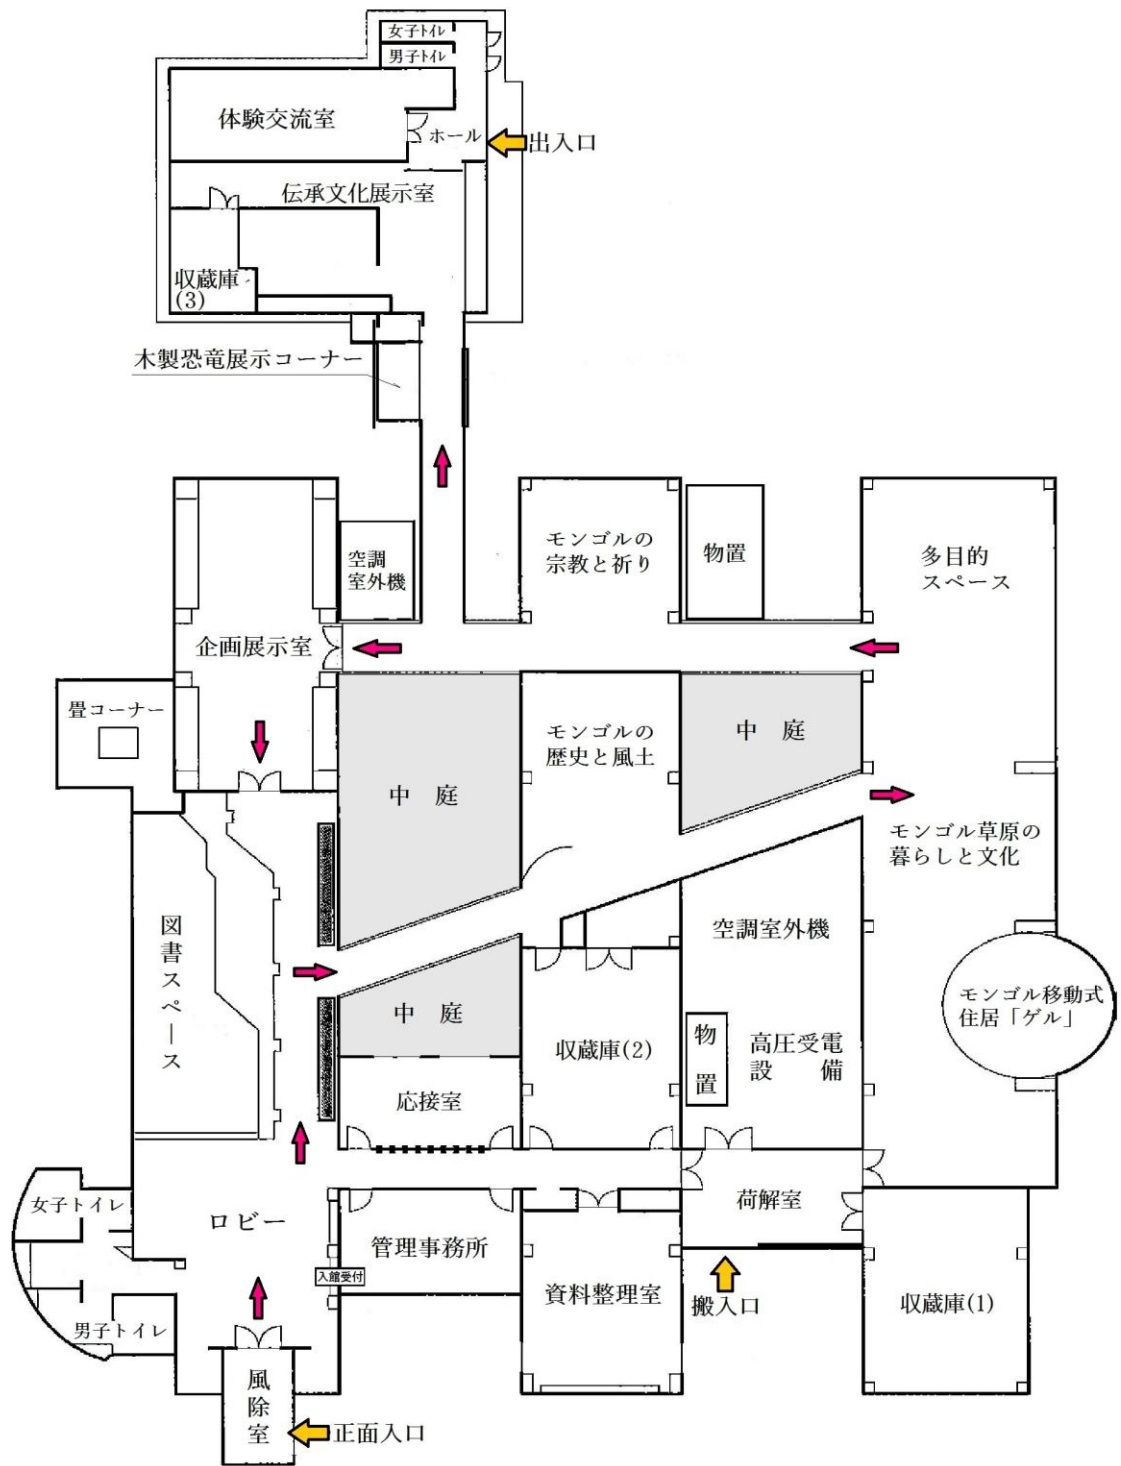 女子トイレ
男子トイレ
体験交流室
ホール
出入口
伝承文化展示室
収蔵庫
(3)
木製恐竜展示コーナー
空調
室外機
モンゴルの
宗教と祈り
物置
多目的
スペース
企画展示室
畳コーナー
中　庭
モンゴルの
歴史と風土
中　庭
モンゴル草原の
暮らしと文化
図書スペース
中　庭
空調室外機
モンゴル移動式
住居「ゲル」
収蔵庫(2)
物置
高圧受電
設　備
応接室
女子トイレ
ロビー
荷解室
管理事務所
入館受付
資料整理室
搬入口
収蔵庫(1)
男子トイレ
風除室
正面入口